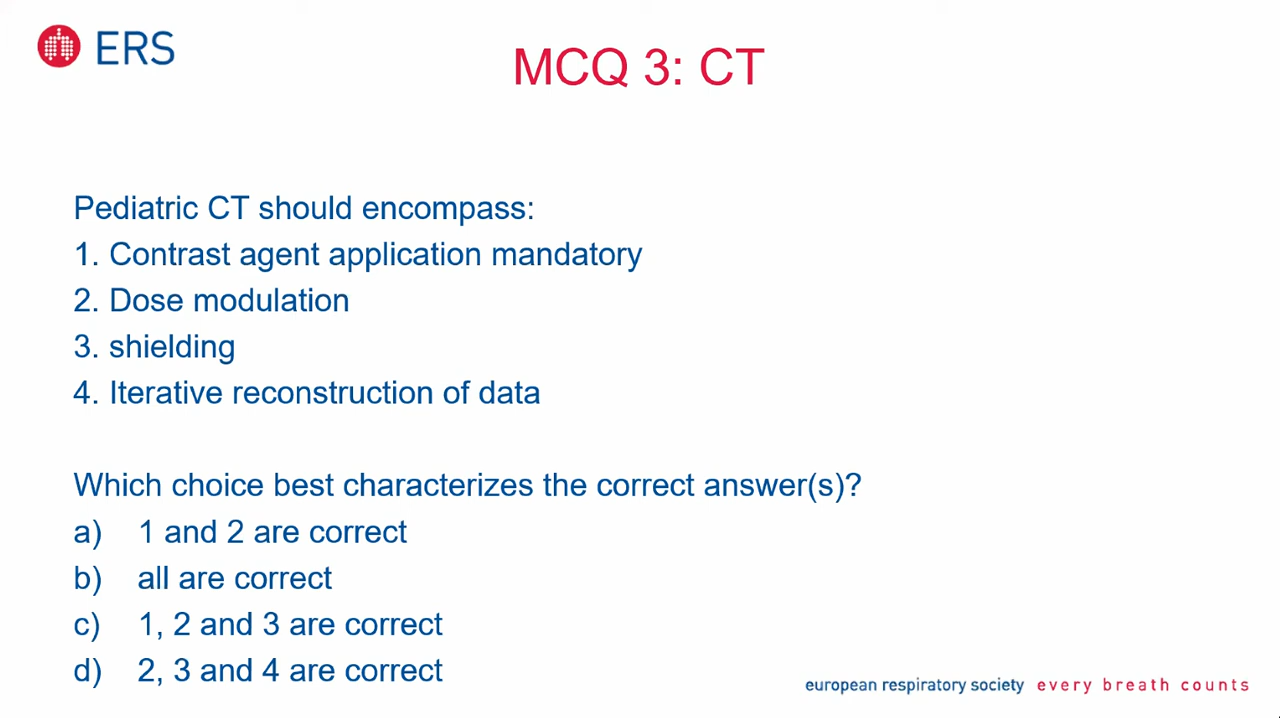 ERS
MCQ 3: CT
Pediatric CT should encompass:
1. Contrast agent application mandatory
2. Dose modulation
3. shielding
4. Iterative reconstruction of data
Which choice best characterizes the correct answer(s)?
a) 1 and 2 are correct
b) all are correct
c) 1, 2 and 3 are correct
d) 2, 3 and 4 are correct
european respiratory society every breath counts